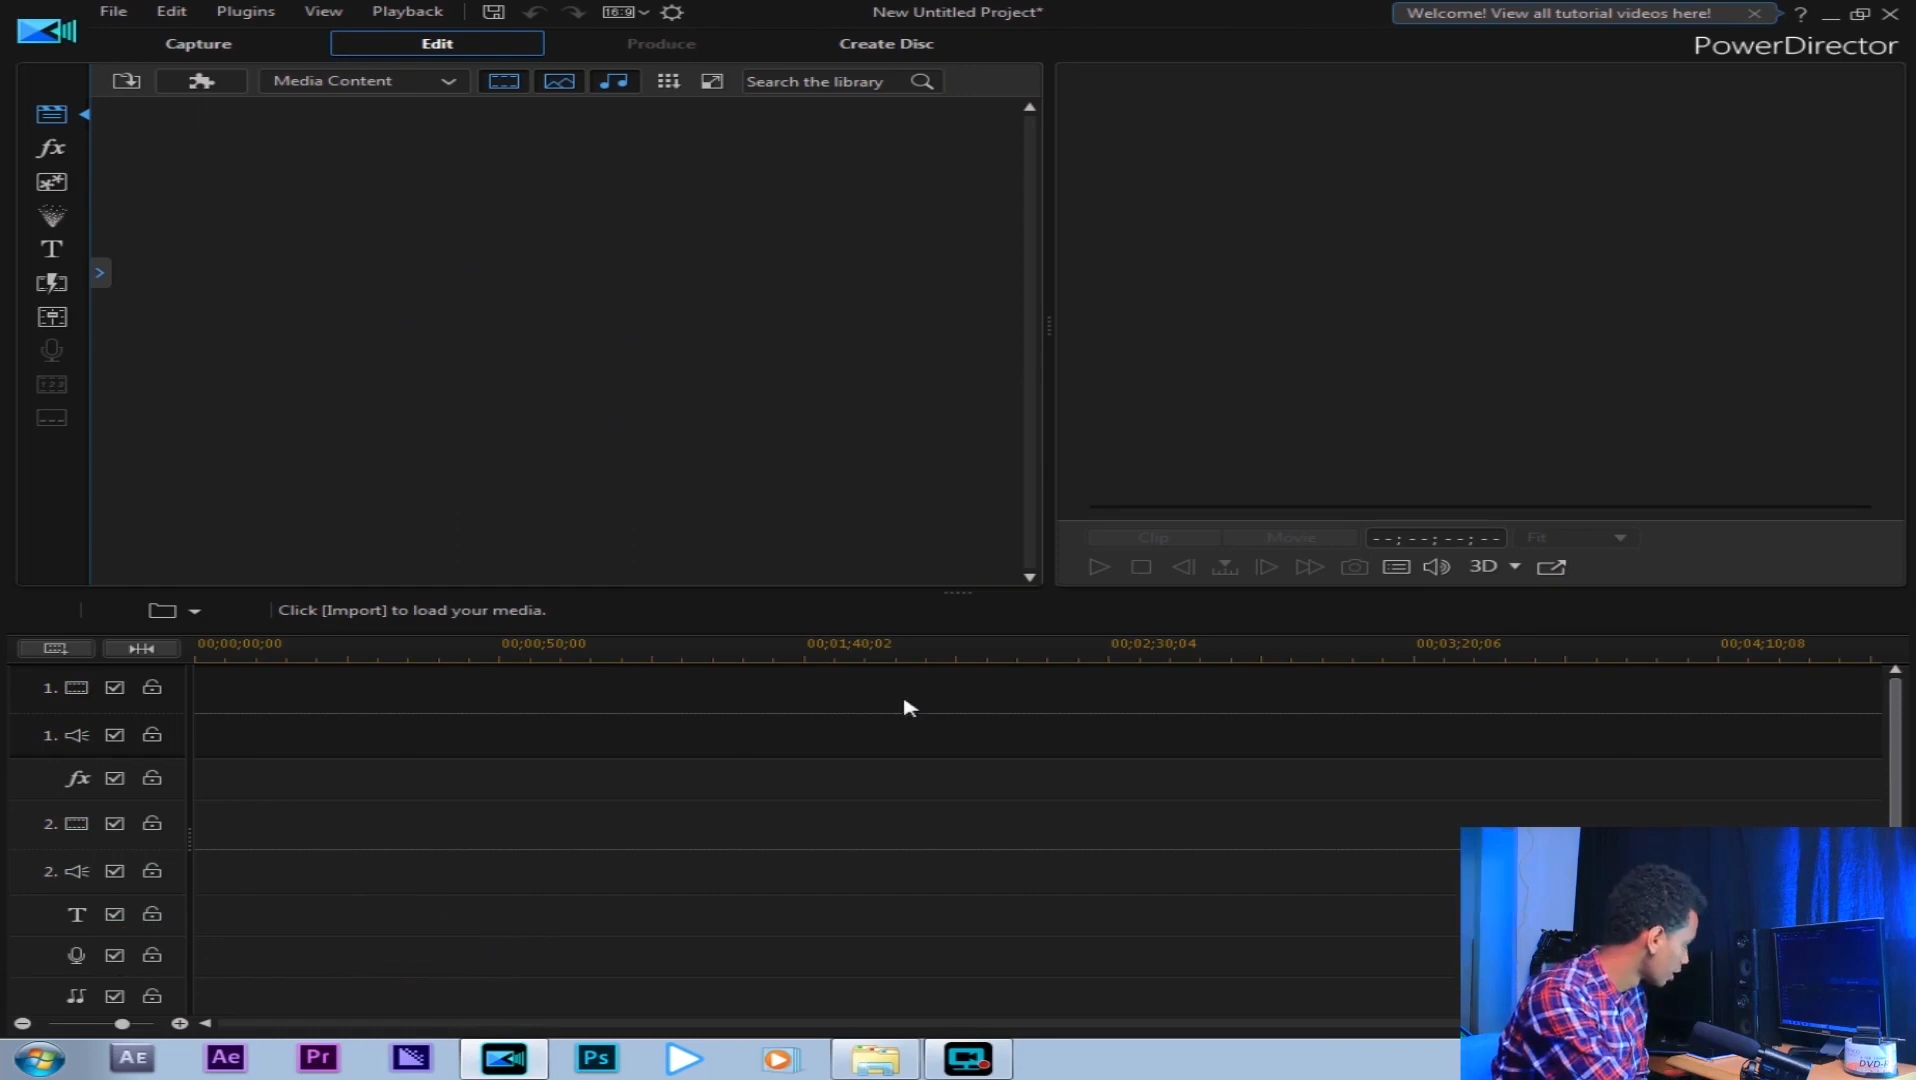 File Edit Plugins View Playback 16:9 New Untitled Project* Welcome! View all tutorial videos here! ?
Capture Edit Produce Create Disc PowerDirector
Media Content Search the library
fx
T
Clip Movie --;--;--;-- Fit
3D
Click [Import] to load your media.
00;00;00;00 00;00;50;00 00;01;40;02 00;02;30;04 00;03;20;06 00;04;10;08
1.
1.
fx
2.
2.
T
AE Ae Pr Ps
DVD-R